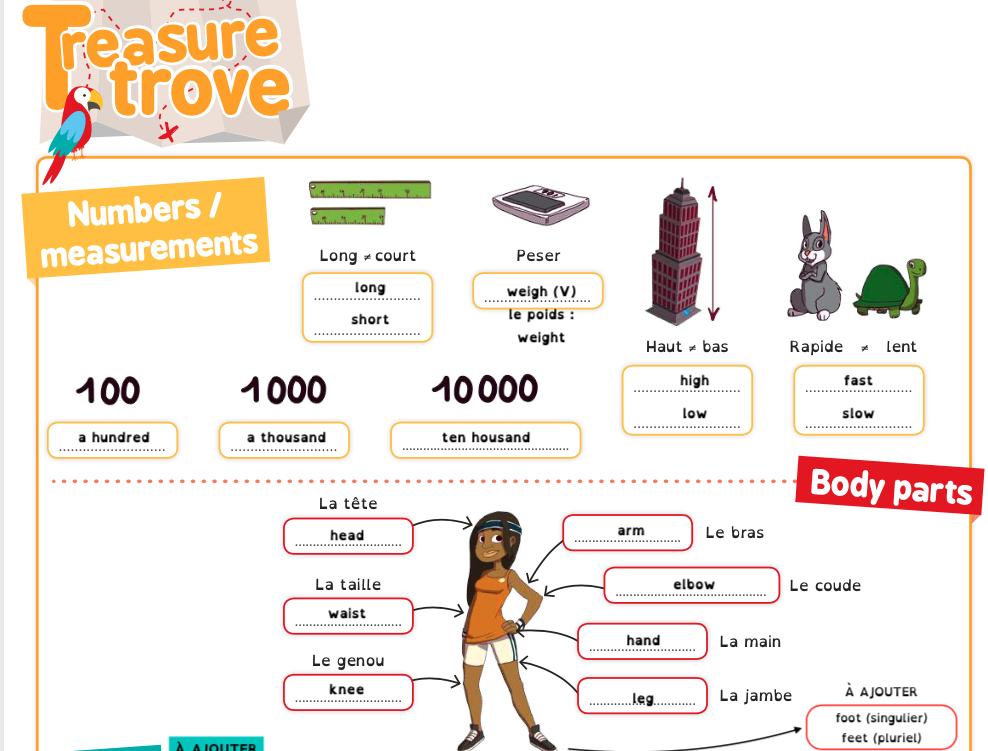 Treasure
trove
Numbers /
measurements
Long ≠ court
long
short
Peser
weigh (V)
le poids :
weight
Haut ≠ bas
high
low
Rapide ≠ lent
fast
slow
100
a hundred
1 000
a thousand
10 000
ten housand
Body parts
La tête
head
arm
Le bras
La taille
waist
elbow
Le coude
hand
La main
Le genou
knee
leg
La jambe
À AJOUTER
foot (singulier)
feet (pluriel)
À AJOUTER